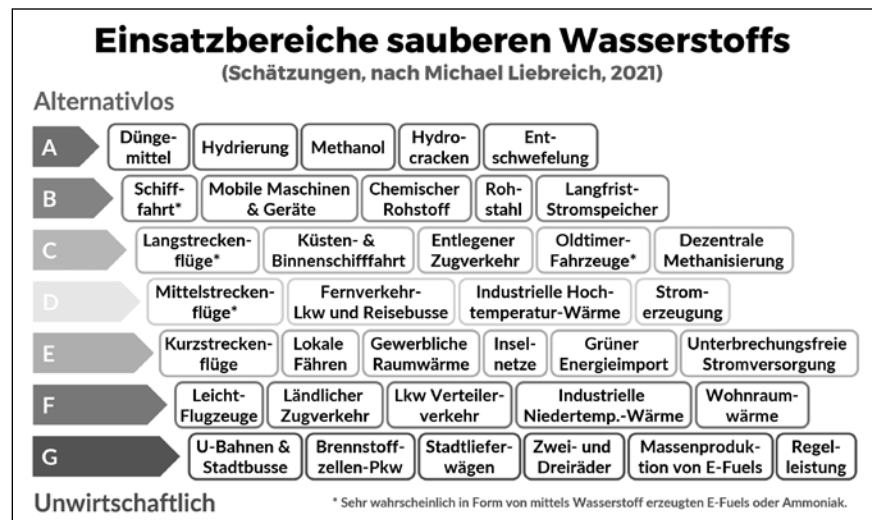 Einsatzbereiche sauberen Wasserstoffs
(Schätzungen, nach Michael Liebreich, 2021)
Alternativlos
A Dünge- Hydrierung Methanol Hydro- Ent-
mittel cracken schwefelung
B Schiff- Mobile Maschinen Chemischer Roh- Langfrist-
fahrt* & Geräte Rohstoff stahl Stromspeicher
C Langstrecken- Küsten- & Entlegener Oldtimer- Dezentrale
flüge* Binnenschifffahrt Zugverkehr Fahrzeuge* Methanisierung
D Mittelstrecken- Fernverkehr- Industrielle Hoch- Strom-
flüge* Lkw und Reisebusse temperatur-Wärme erzeugung
E Kurzstrecken- Lokale Gewerbliche Insel- Grüner Unterbrechungsfreie
flüge Fähren Raumwärme netze Energieimport Stromversorgung
F Leicht- Ländlicher Lkw Verteiler- Industrielle Wohnraum-
Flugzeuge Zugverkehr verkehr Niedertemp.-Wärme wärme
G U-Bahnen & Brennstoff- Stadtliefer- Zwei- und Massenproduk- Regel-
Stadtbusse zellen-Pkw wägen Dreiräder tion von E-Fuels leistung
Unwirtschaftlich * Sehr wahrscheinlich in Form von mittels Wasserstoff erzeugten E-Fuels oder Ammoniak.